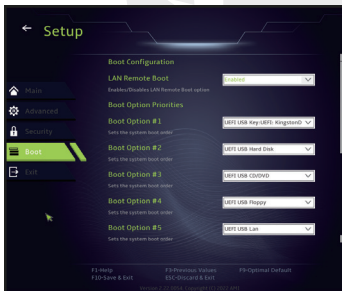 Setup
Boot Configuration
LAN Remote Boot
Enabled
Enables/Disables LAN Remote Boot option
Boot Option Priorities
Boot Option #1
UEFI USB Key:UEFI: KingstonD
Sets the system boot order
Boot Option #2
UEFI USB Hard Disk
Sets the system boot order
Boot Option #3
UEFI USB CD/DVD
Sets the system boot order
Boot Option #4
UEFI USB Floppy
Sets the system boot order
Boot Option #5
UEFI USB Lan
Sets the system boot order
Main
Advanced
Security
Boot
Exit
F1-Help
F3-Previous Values
F9-Optimal Default
F10-Save & Exit
ESC-Discard & Exit